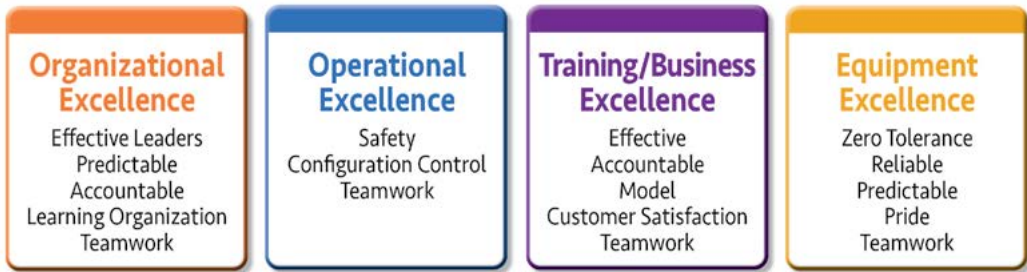 Organizational
Excellence
Effective Leaders
Predictable
Accountable
Learning Organization
Teamwork
Operational
Excellence
Safety
Configuration Control
Teamwork
Training/Business
Excellence
Effective
Accountable
Model
Customer Satisfaction
Teamwork
Equipment
Excellence
Zero Tolerance
Reliable
Predictable
Pride
Teamwork